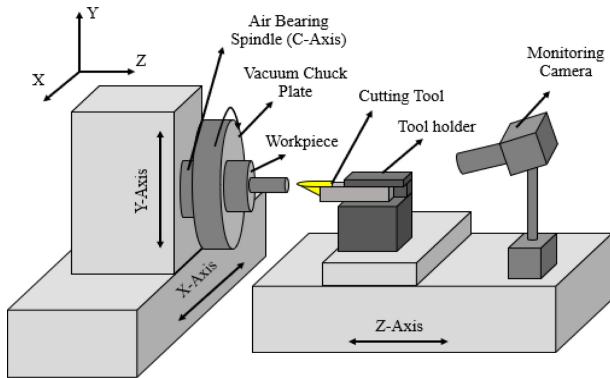 Y
X
Z
Air Bearing
Spindle (C-Axis)
Vacuum Chuck
Plate
Workpiece
Cutting Tool
Tool holder
Monitoring
Camera
Y-Axis
X-Axis
Z-Axis